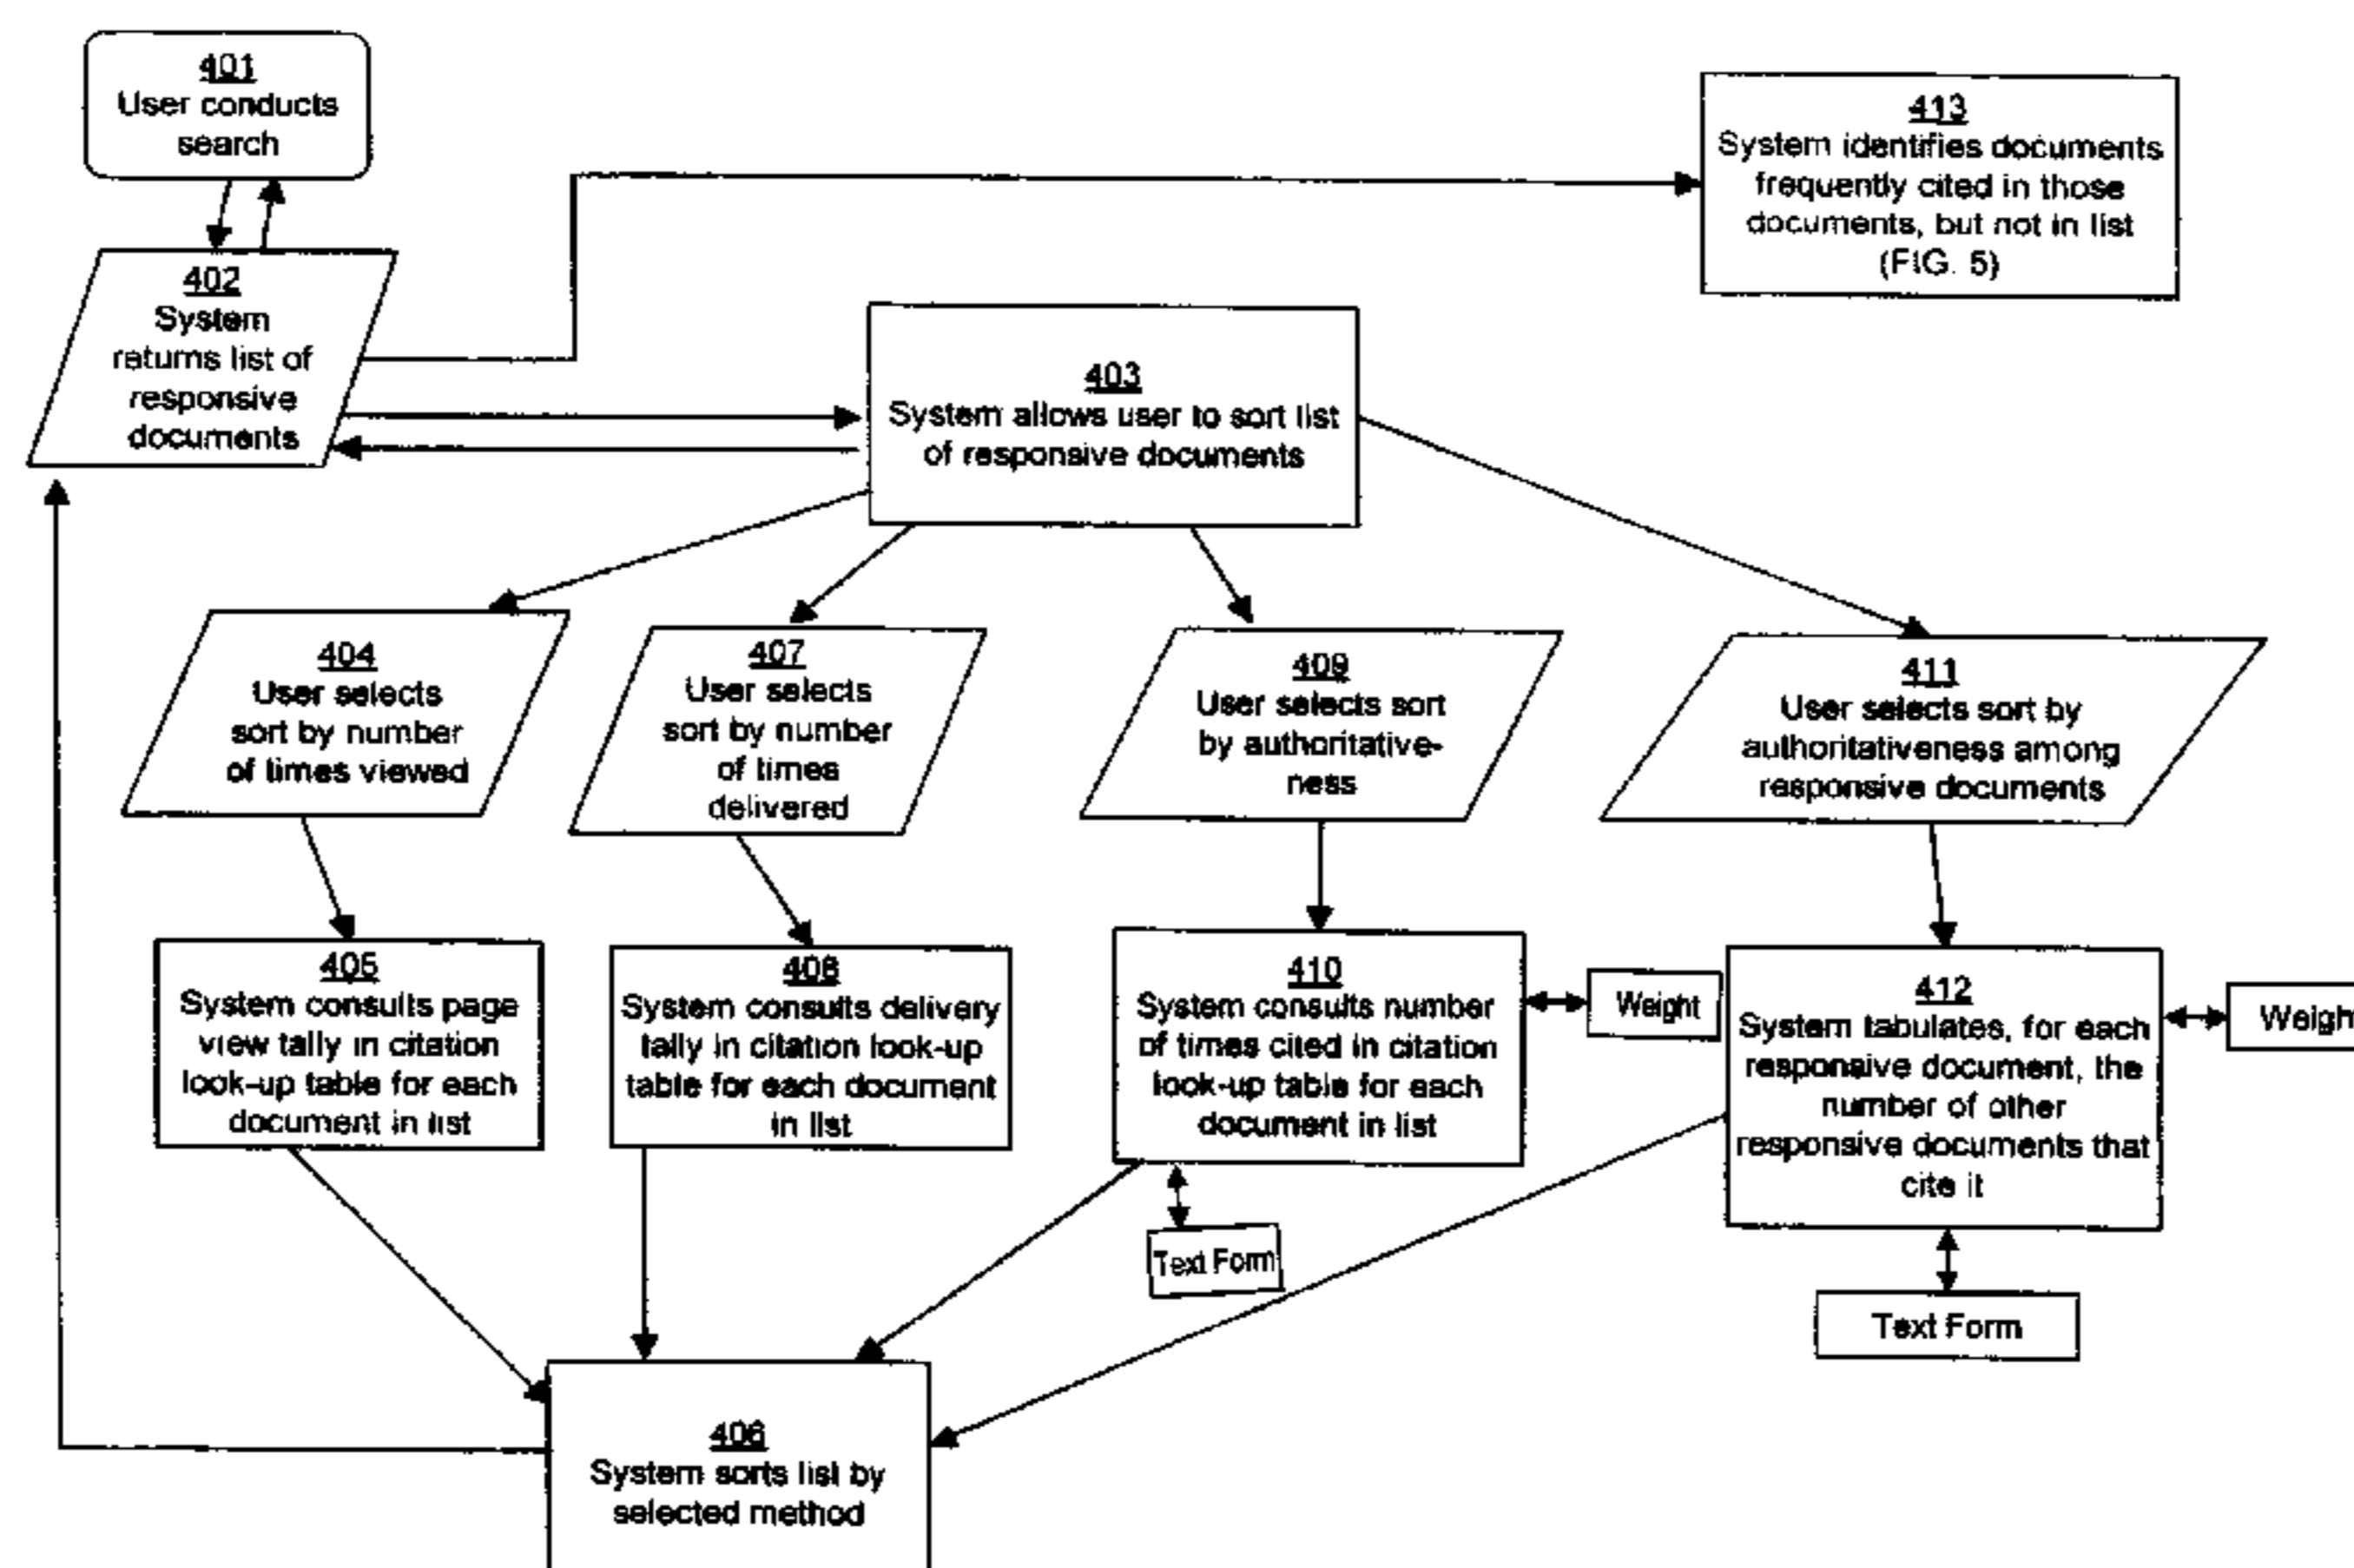 401
User conducts
search
413
System identifies documents
frequently cited in those
documents, but not in list
(FIG. 5)
402
System
returns list of
responsive
documents
403
System allows user to sort list
of responsive documents
404
User selects
sort by number
of times viewed
407
User selects
sort by number
of times
delivered
409
User selects sort
by authoritative-
ness
411
User selects sort by
authoritativeness among
responsive documents
405
System consults page
view tally in citation
look-up table for each
document in list
408
System consults delivery
tally in citation look-up
table for each document
in list
410
System consults number
of times cited in citation
look-up table for each
document in list
Weight
412
System tabulates, for each
responsive document, the
number of other
responsive documents that
cite it
Weigh
Text Form
Text Form
406
System sorts list by
selected method